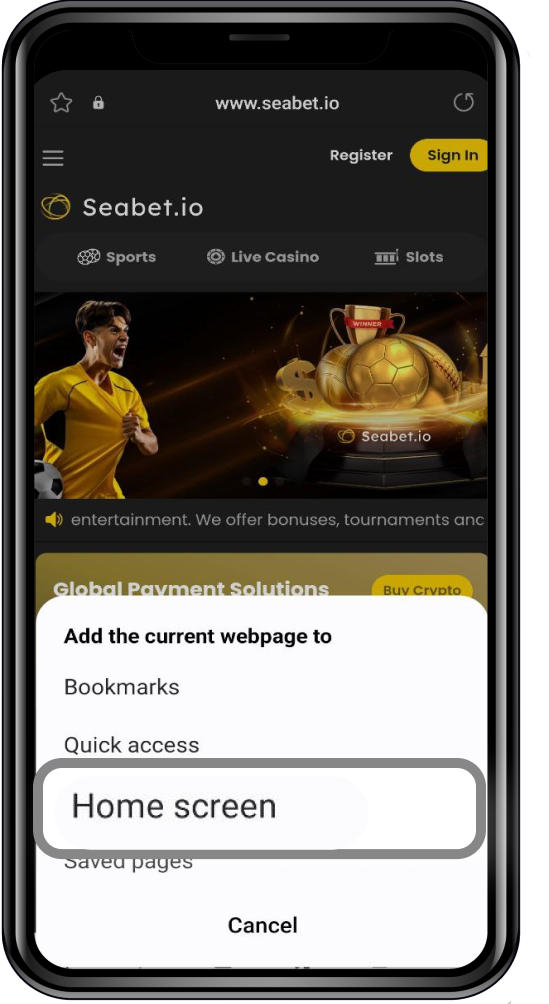 www.seabet.io
Register
Sign In
Seabet.io
Sports
Live Casino
Slots
WINNER
$
Seabet.io
entertainment. We offer bonuses, tournaments and
Global Payment Solutions
Buy Crypto
Add the current webpage to
Bookmarks
Quick access
Home screen
Saved pages
Cancel